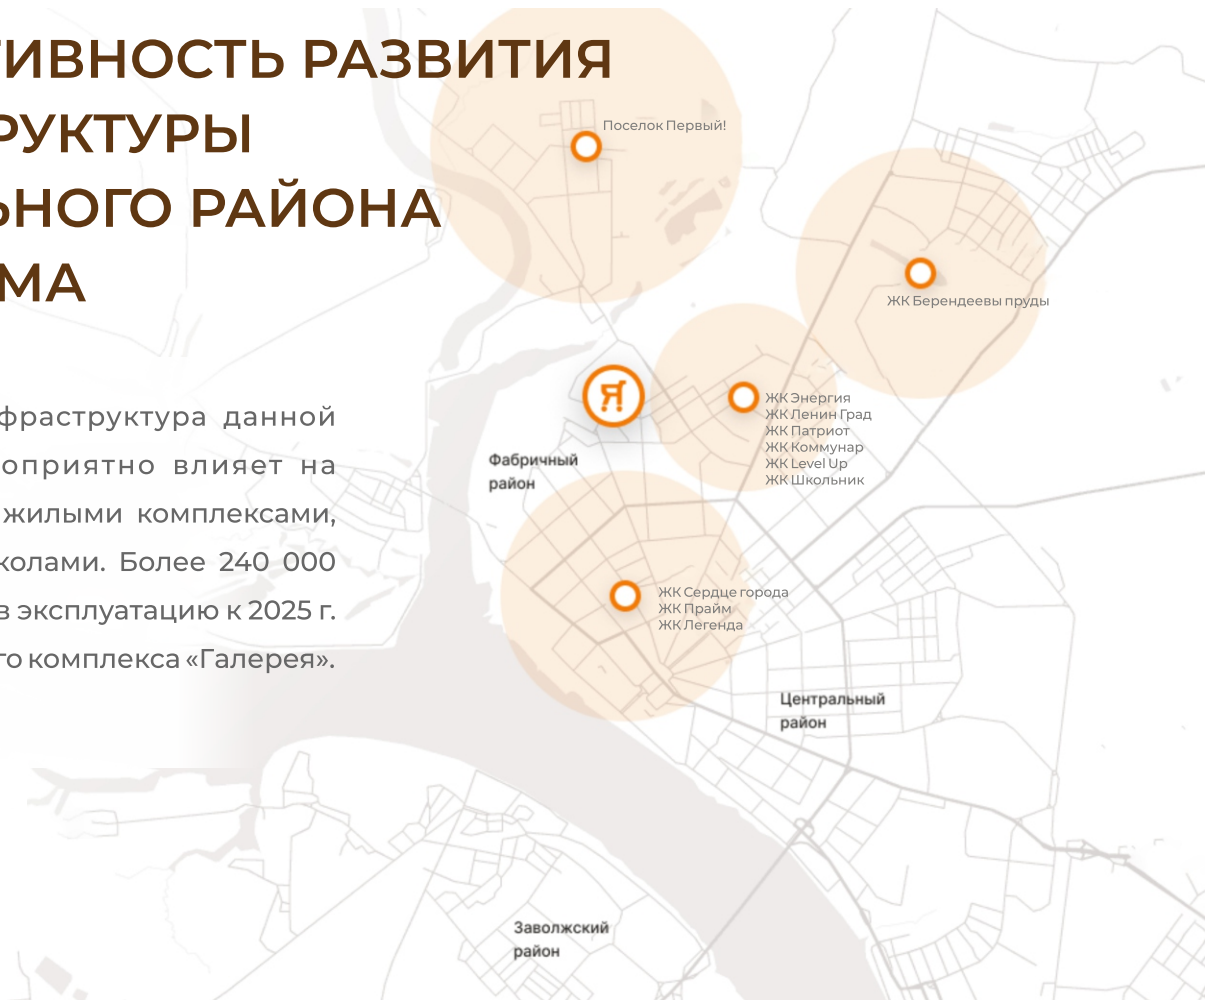 ТИВНОСТЬ РАЗВИТИЯ
РУКТУРЫ
ЬНОГО РАЙОНА
МА
фраструктура данной
оприятно влияет на
жилыми комплексами,
колами. Более 240 000
в эксплуатацию к 2025 г.
го комплекса «Галерея».
Поселок Первый!
ЖК Берендеевы пруды
ЖК Энергия
ЖК Ленин Град
ЖК Патриот
ЖК Коммунар
ЖК Level Up
ЖК Школьник
Фабричный
район
ЖК Сердце города
ЖК Прайм
ЖК Легенда
Центральный
район
Заволжский
район